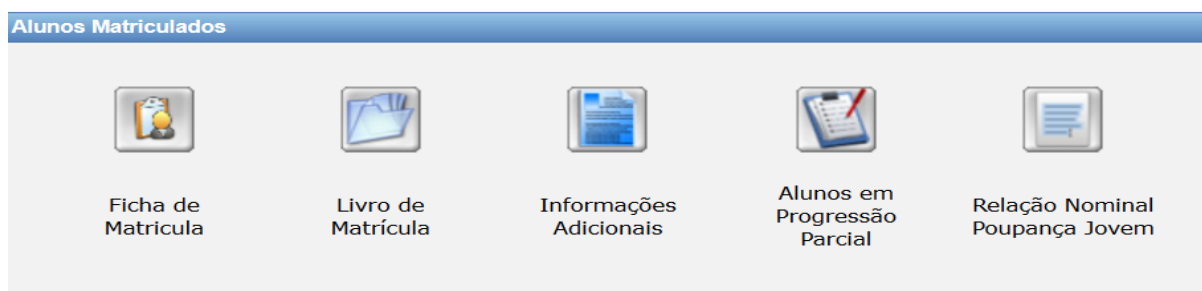 Alunos Matriculados
Ficha de
Matricula
Livro de
Matrícula
Informações
Adicionais
Alunos em
Progressão
Parcial
Relação Nominal
Poupança Jovem